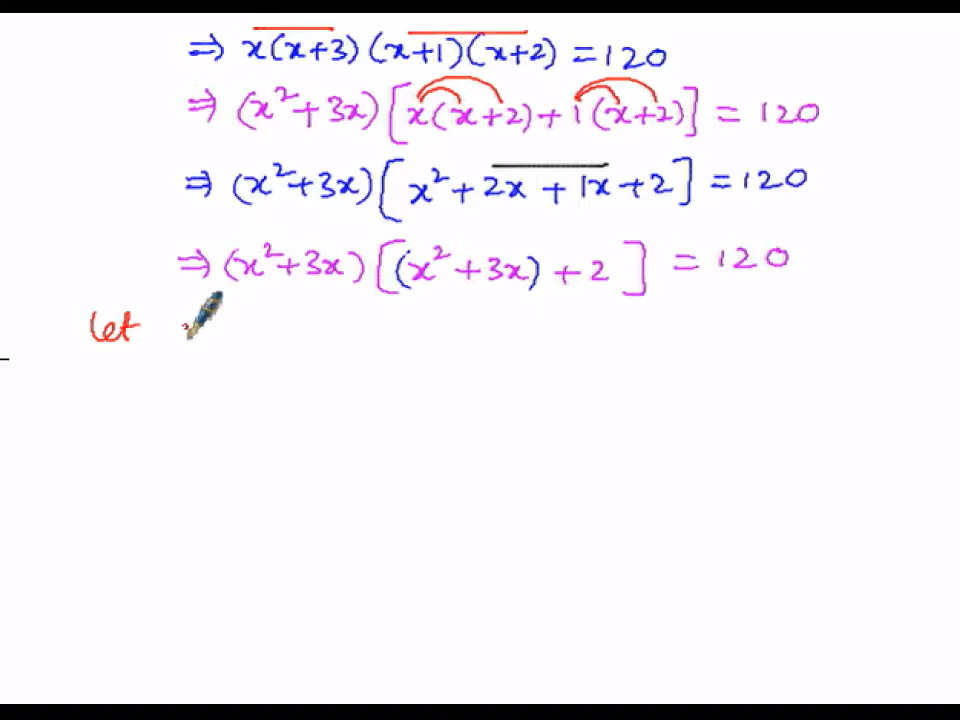 ⇒ x(x+3)(x+1)(x+2) = 120
⇒ (x²+3x)[x(x+2)+1(x+2)] = 120
⇒ (x²+3x)[x²+2x+1x+2] = 120
⇒ (x²+3x)[(x²+3x)+2] = 120
let